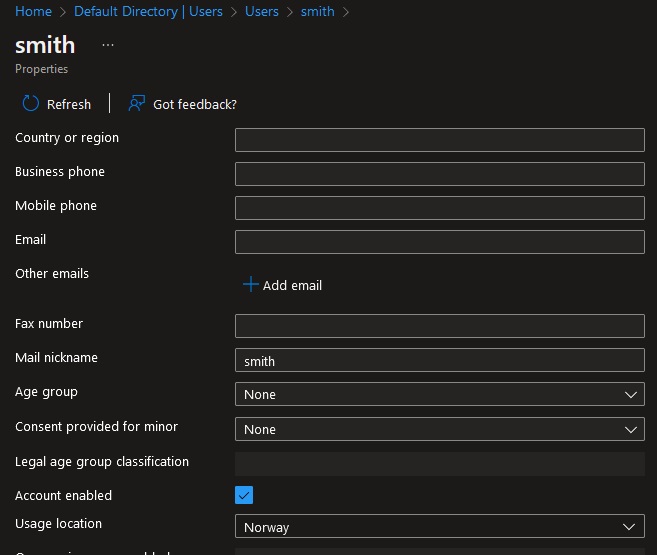 Home > Default Directory | Users > Users > smith >
smith ...
Properties
Refresh | Got feedback?
Country or region
Business phone
Mobile phone
Email
Other emails
+ Add email
Fax number
Mail nickname smith
Age group None
Consent provided for minor None
Legal age group classification
Account enabled
Usage location Norway